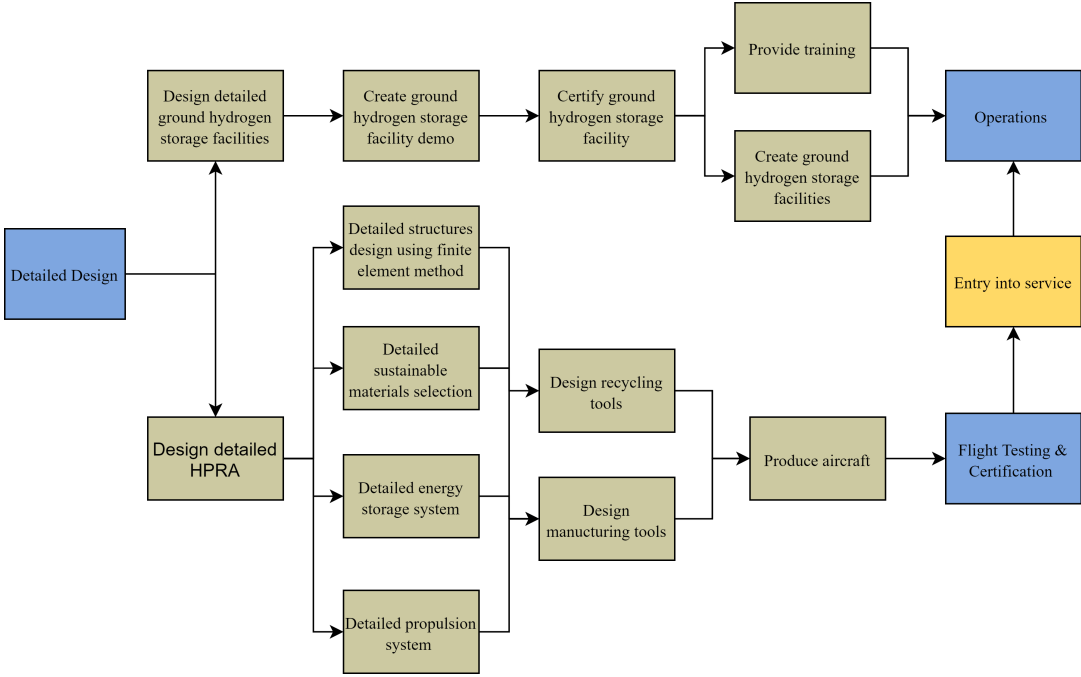 Provide training
Design detailed
ground hydrogen
storage facilities
Create ground
hydrogen storage
facility demo
Certify ground
hydrogen storage
facility
Operations
Create ground
hydrogen storage
facilities
Detailed structures
design using finite
element method
Detailed Design
Entry into service
Detailed
sustainable
materials selection
Design recycling
tools
Design detailed
HPRA
Produce aircraft
Flight Testing &
Certification
Detailed energy
storage system
Design
manucturing tools
Detailed propulsion
system